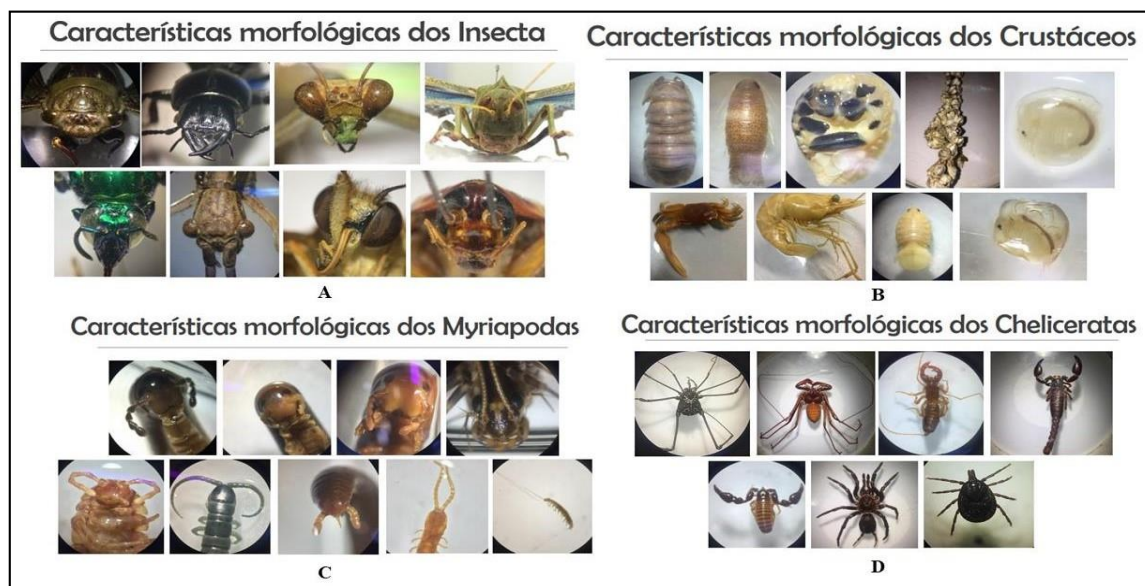 Características morfológicas dos Insecta
A
Características morfológicas dos Crustáceos
B
Características morfológicas dos Myriapodas
C
Características morfológicas dos Cheliceratas
D